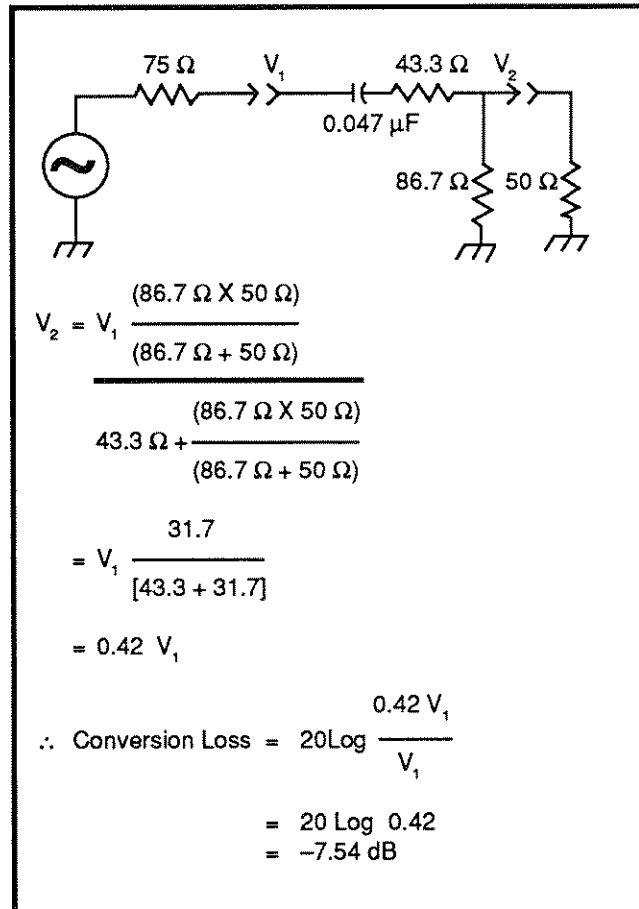 75 Ω V₁ 43.3 Ω V₂
0.047 µF
86.7 Ω 50 Ω
(86.7 Ω X 50 Ω)
V₂ = V₁
(86.7 Ω + 50 Ω)
(86.7 Ω X 50 Ω)
43.3 Ω +
(86.7 Ω + 50 Ω)
31.7
= V₁
[43.3 + 31.7]
= 0.42 V₁
0.42 V₁
∴ Conversion Loss = 20Log
V₁
= 20 Log 0.42
= –7.54 dB